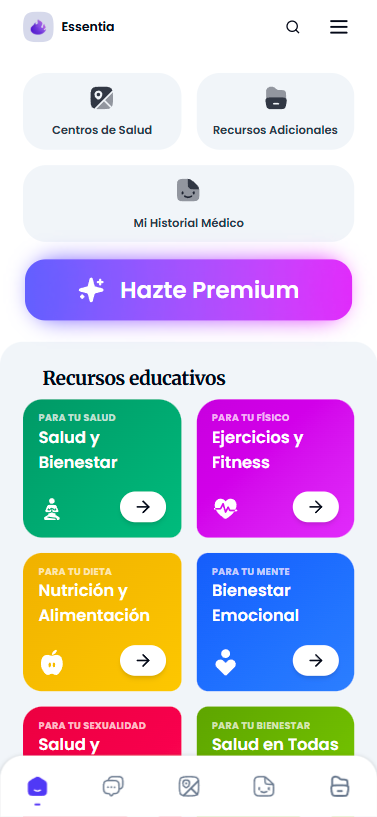 Essentia
Centros de Salud
Recursos Adicionales
Mi Historial Médico
Hazte Premium
Recursos educativos
PARA TU SALUD
Salud y
Bienestar
PARA TU FÍSICO
Ejercicios y
Fitness
PARA TU DIETA
Nutrición y
Alimentación
PARA TU MENTE
Bienestar
Emocional
PARA TU SEXUALIDAD
Salud y
PARA TU BIENESTAR
Salud en Todas